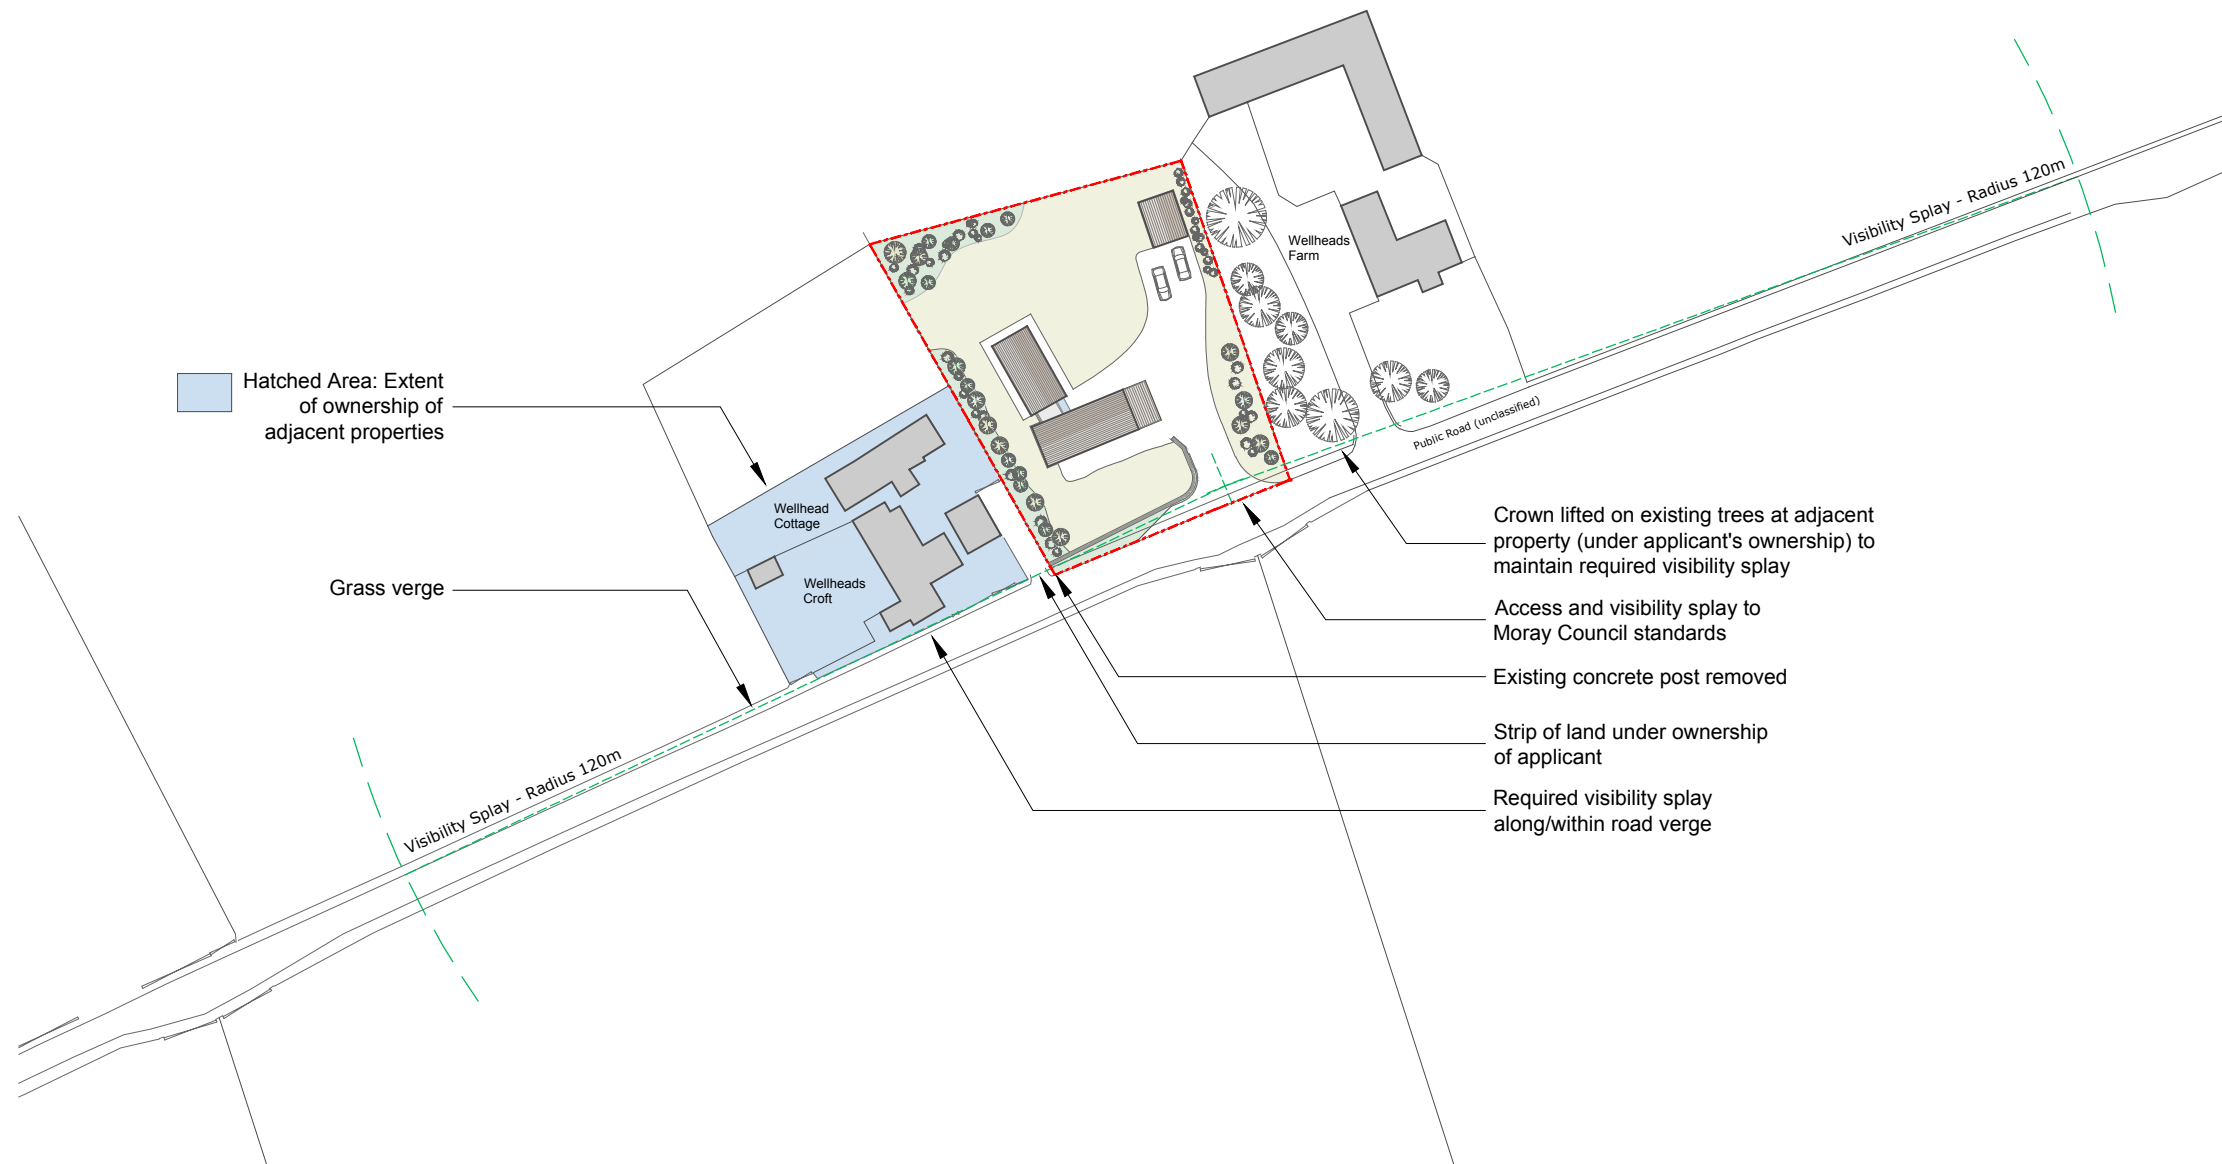 Visibility Splay - Radius 120m
Wellheads
Farm
Public Road (unclassified)
Hatched Area: Extent
of ownership of
adjacent properties
Wellhead
Cottage
Wellheads
Croft
Grass verge
Visibility Splay - Radius 120m
Crown lifted on existing trees at adjacent
property (under applicant's ownership) to
maintain required visibility splay
Access and visibility splay to
Moray Council standards
Existing concrete post removed
Strip of land under ownership
of applicant
Required visibility splay
along/within road verge